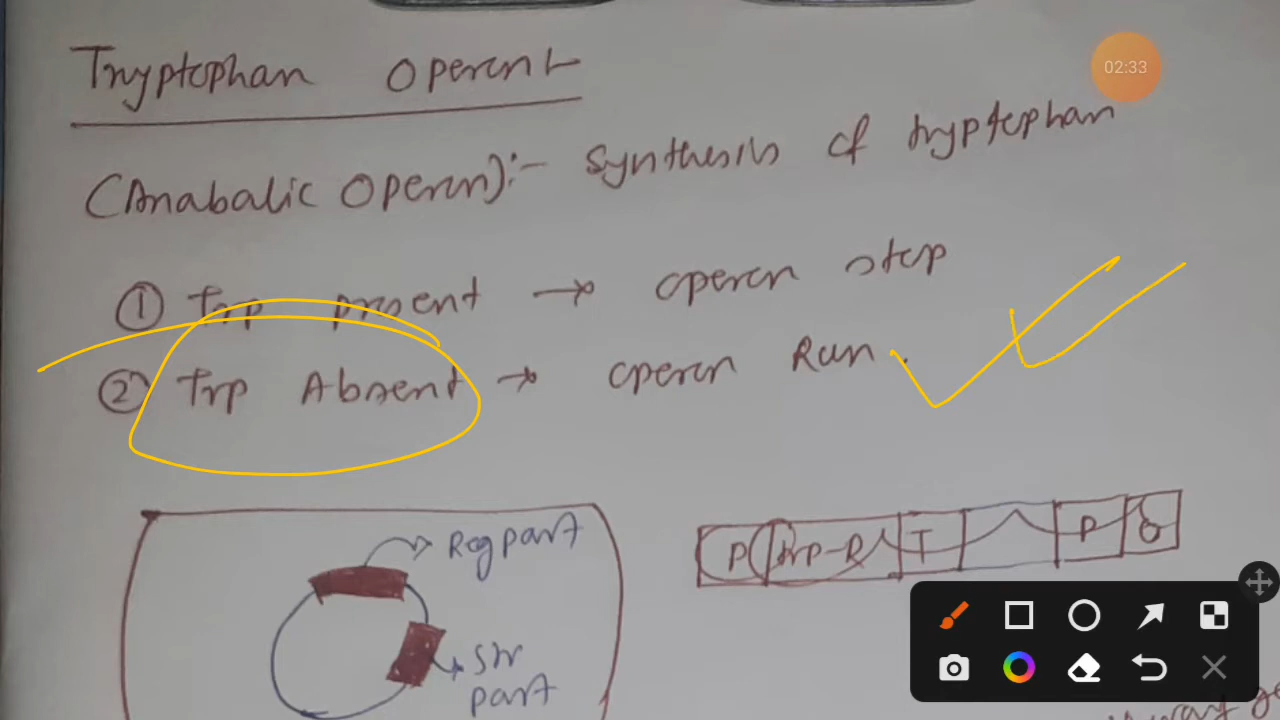 02:33
Tryptophan Operon
(Anabalic Operon):- Synthesis of tryptophan
① Trp present → operon stop
② Trp Absent → operon Run.
Reg part
P trp-R T P O
Str
part